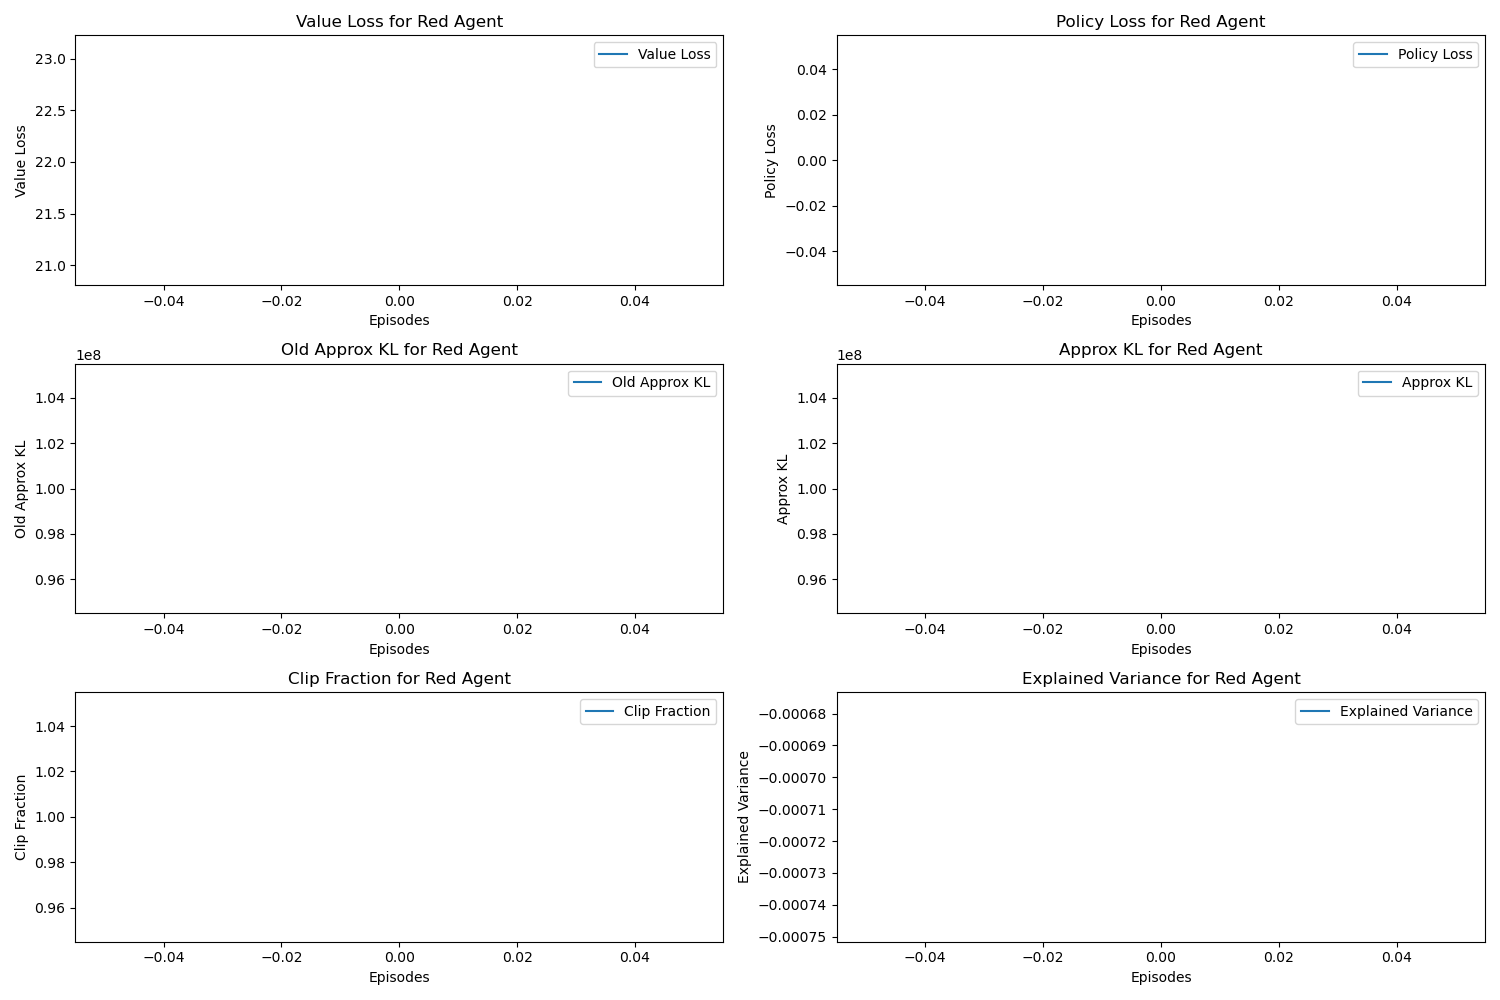 Value Loss for Red Agent
Value Loss
23.0
22.5
22.0
21.5
21.0
Value Loss
−0.04 −0.02 0.00 0.02 0.04
Episodes
Policy Loss for Red Agent
Policy Loss
0.04
0.02
0.00
−0.02
−0.04
Policy Loss
−0.04 −0.02 0.00 0.02 0.04
Episodes
Old Approx KL for Red Agent
1e8
Old Approx KL
1.04
1.02
1.00
0.98
0.96
Old Approx KL
−0.04 −0.02 0.00 0.02 0.04
Episodes
Approx KL for Red Agent
1e8
Approx KL
1.04
1.02
1.00
0.98
0.96
Approx KL
−0.04 −0.02 0.00 0.02 0.04
Episodes
Clip Fraction for Red Agent
Clip Fraction
1.04
1.02
1.00
0.98
0.96
Clip Fraction
−0.04 −0.02 0.00 0.02 0.04
Episodes
Explained Variance for Red Agent
Explained Variance
−0.00068
−0.00069
−0.00070
−0.00071
−0.00072
−0.00073
−0.00074
−0.00075
Explained Variance
−0.04 −0.02 0.00 0.02 0.04
Episodes